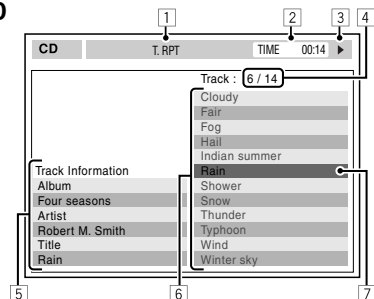 D
1 2 3 4
CD T. RPT TIME 00:14
Track : 6 / 14
Cloudy
Fair
Fog
Hail
Indian summer
Track Information Rain
Album Shower
Four seasons Snow
Artist Thunder
Robert M. Smith Typhoon
Title Wind
Rain Winter sky
5 6 7